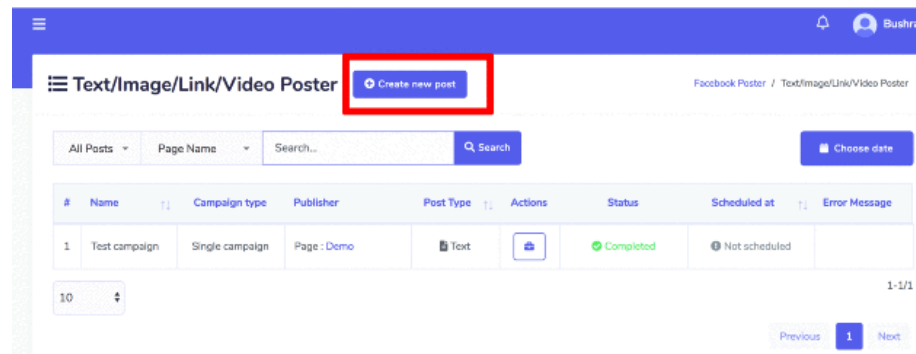 Bushra
Text/Image/Link/Video Poster
Create new post
Facebook Poster / Text/Image/Link/Video Poster
All Posts
Page Name
Search...
Search
Choose date
# Name Campaign type Publisher Post Type Actions Status Scheduled at Error Message
1 Test campaign Single campaign Page : Demo Text Completed Not scheduled
10
1-1/1
Previous 1 Next